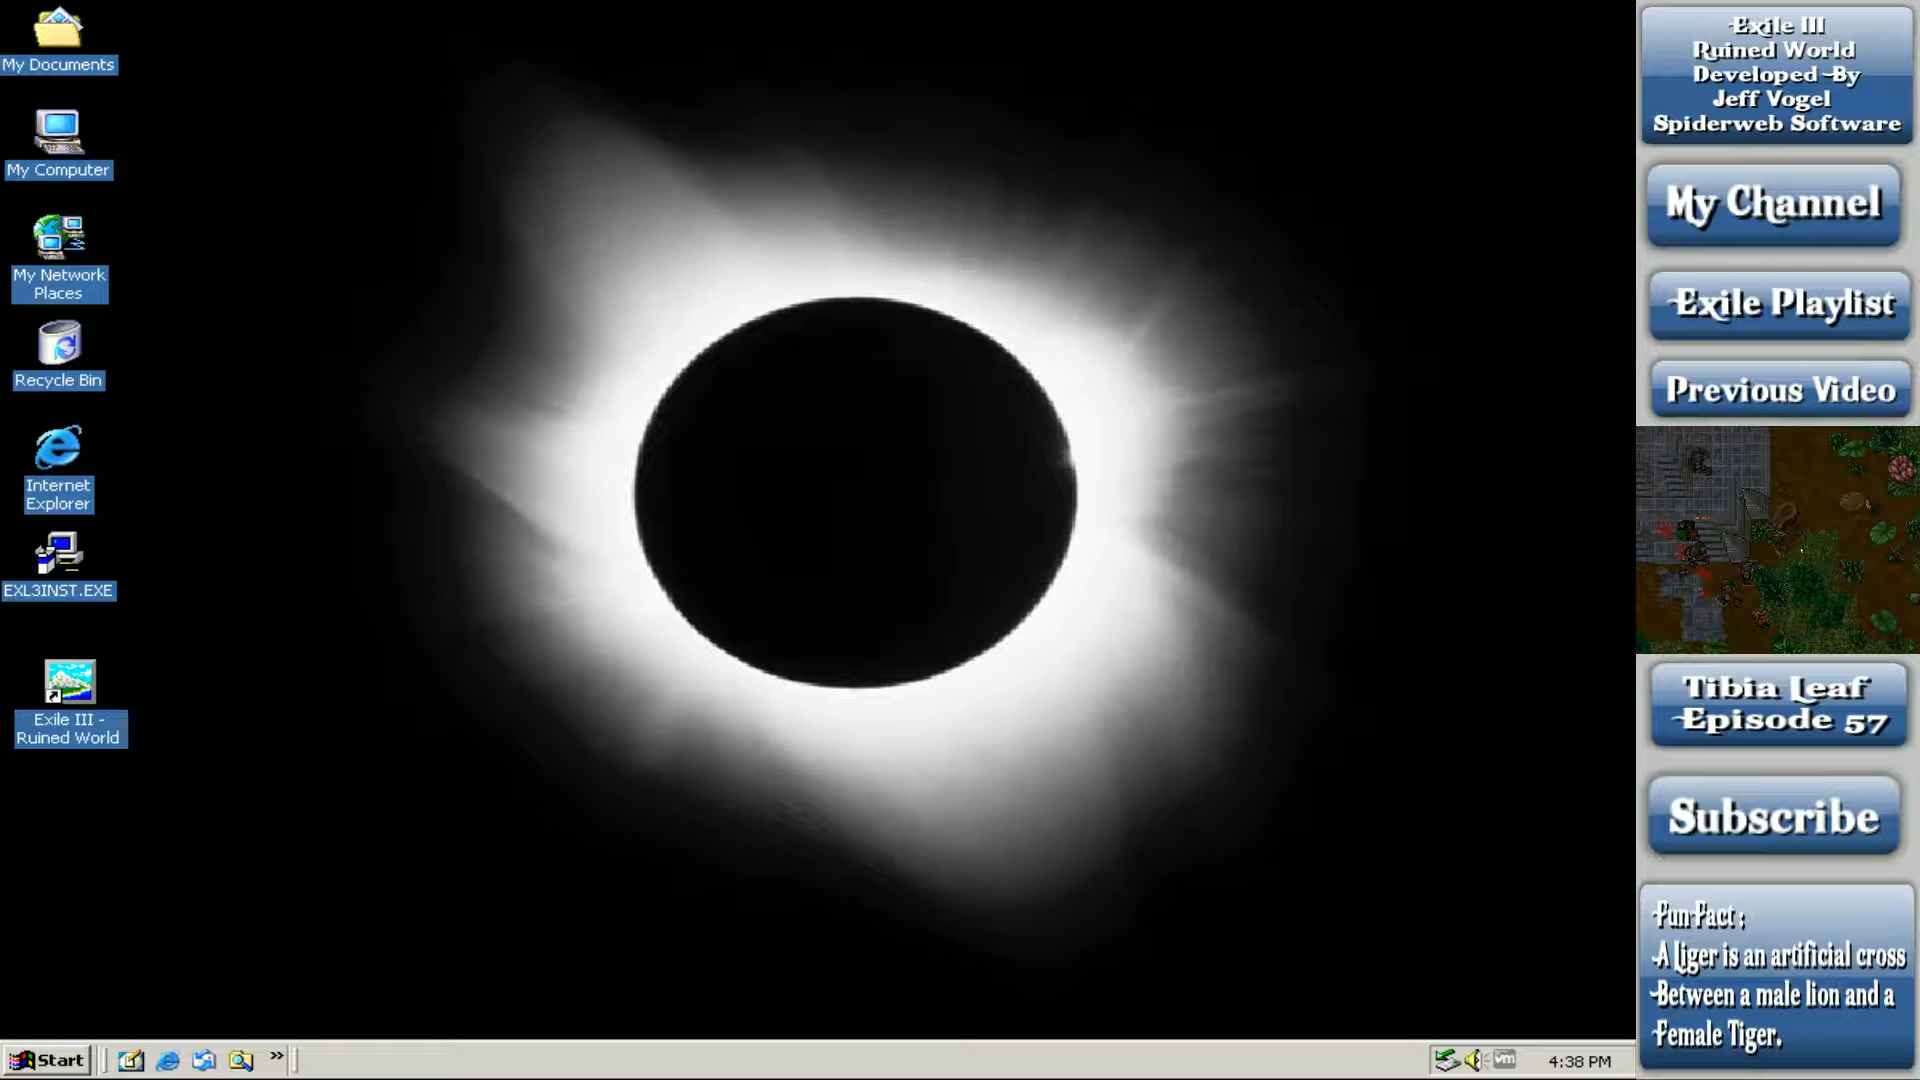 My Documents
My Computer
My Network
Places
Recycle Bin
Internet
Explorer
EXL3INST.EXE
Exile III -
Ruined World
Start
»
vm
4:38 PM
Exile III
Ruined World
Developed By
Jeff Vogel
Spiderweb Software
My Channel
Exile Playlist
Previous Video
Tibia Leaf
Episode 57
Subscribe
Fun Fact :
A Liger is an artificial cross
Between a male lion and a
Female Tiger.